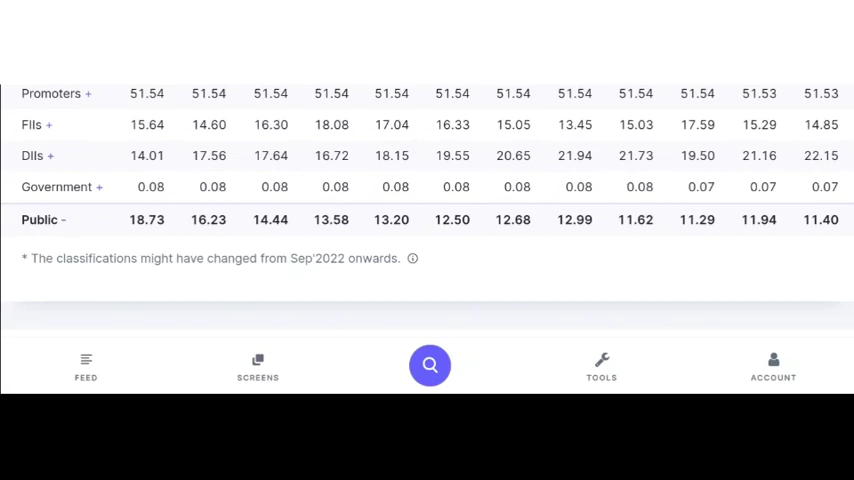 Promoters + 51.54 51.54 51.54 51.54 51.54 51.54 51.54 51.54 51.54 51.54 51.53 51.53
FIIs + 15.64 14.60 16.30 18.08 17.04 16.33 15.05 13.45 15.03 17.59 15.29 14.85
DIIs + 14.01 17.56 17.64 16.72 18.15 19.55 20.65 21.94 21.73 19.50 21.16 22.15
Government + 0.08 0.08 0.08 0.08 0.08 0.08 0.08 0.08 0.08 0.07 0.07 0.07
Public - 18.73 16.23 14.44 13.58 13.20 12.50 12.68 12.99 11.62 11.29 11.94 11.40
* The classifications might have changed from Sep'2022 onwards.
FEED SCREENS TOOLS ACCOUNT